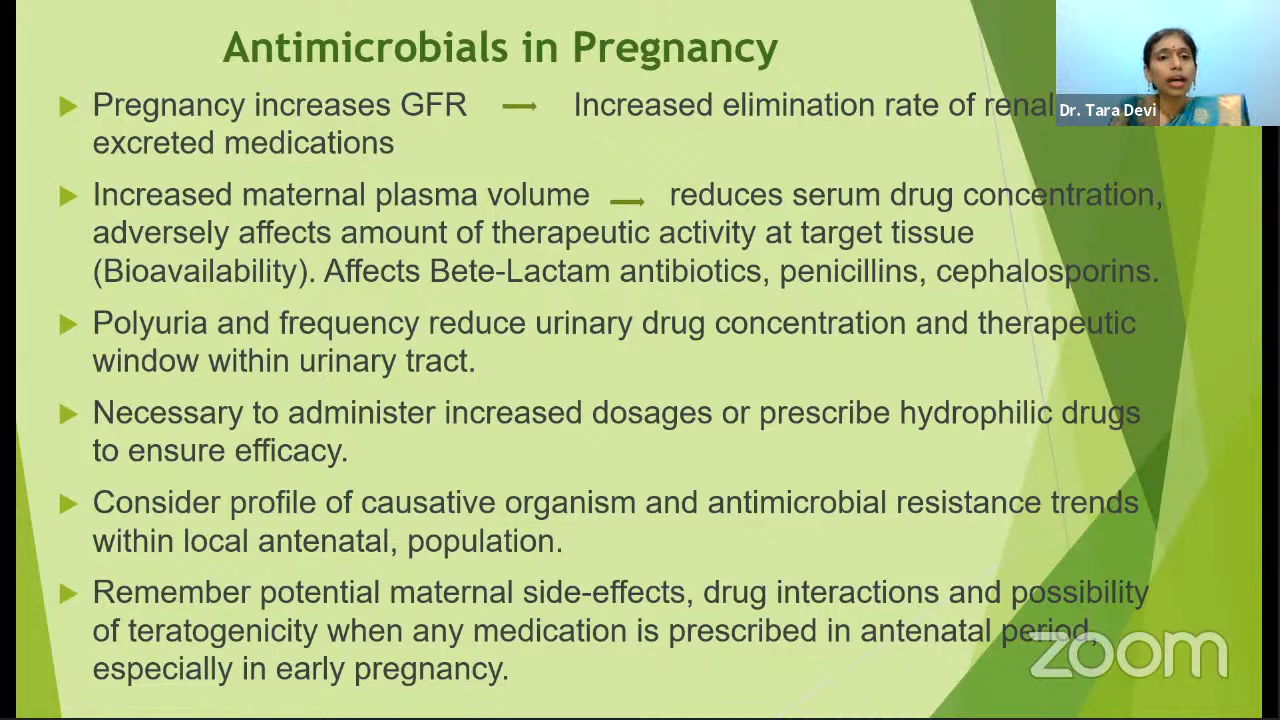 Antimicrobials in Pregnancy
Pregnancy increases GFR Increased elimination rate of renal
excreted medications
Increased maternal plasma volume reduces serum drug concentration,
adversely affects amount of therapeutic activity at target tissue
(Bioavailability). Affects Bete-Lactam antibiotics, penicillins, cephalosporins.
Polyuria and frequency reduce urinary drug concentration and therapeutic
window within urinary tract.
Necessary to administer increased dosages or prescribe hydrophilic drugs
to ensure efficacy.
Consider profile of causative organism and antimicrobial resistance trends
within local antenatal, population.
Remember potential maternal side-effects, drug interactions and possibility
of teratogenicity when any medication is prescribed in antenatal period,
especially in early pregnancy.
Dr. Tara Devi
zoom